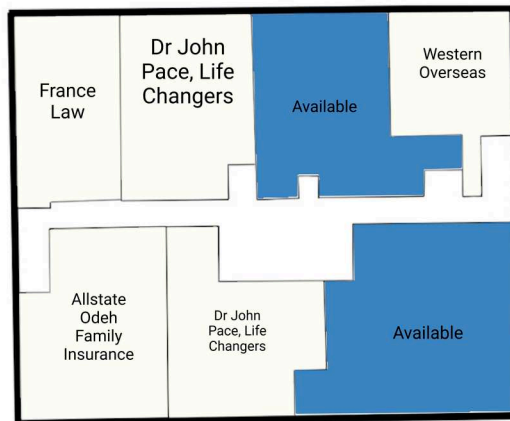 France
Law
Dr John
Pace, Life
Changers
Available
Western
Overseas
Allstate
Odeh
Family
Insurance
Dr John
Pace, Life
Changers
Available